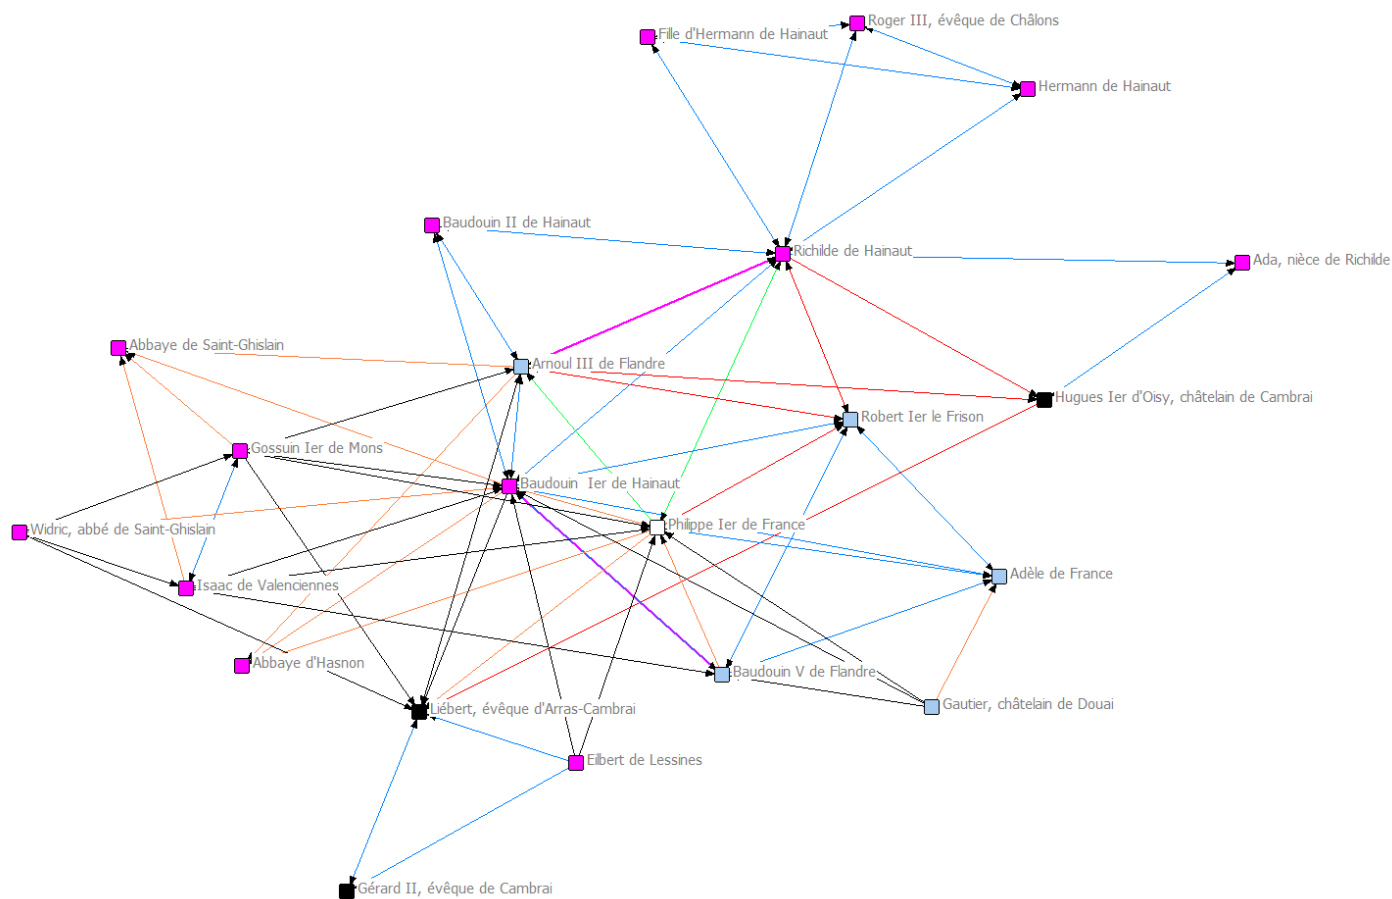 Roger III, évêque de Châlons
Fille d'Hermann de Hainaut
Hermann de Hainaut
Baudouin II de Hainaut
Richilde de Hainaut
Ada, nièce de Richilde
Abbaye de Saint-Ghislain
Arnoul III de Flandre
Hugues Ier d'Oisy, châtelain de Cambrai
Robert Ier le Frison
Gossuin Ier de Mons
Baudouin  Ier de Hainaut
Philippe Ier de France
Widric, abbé de Saint-Ghislain
Adèle de France
Isaac de Valenciennes
Abbaye d'Hasnon
Baudouin V de Flandre
Gautier, châtelain de Douai
Liébert, évêque d'Arras-Cambrai
Eilbert de Lessines
Gérard II, évêque de Cambrai